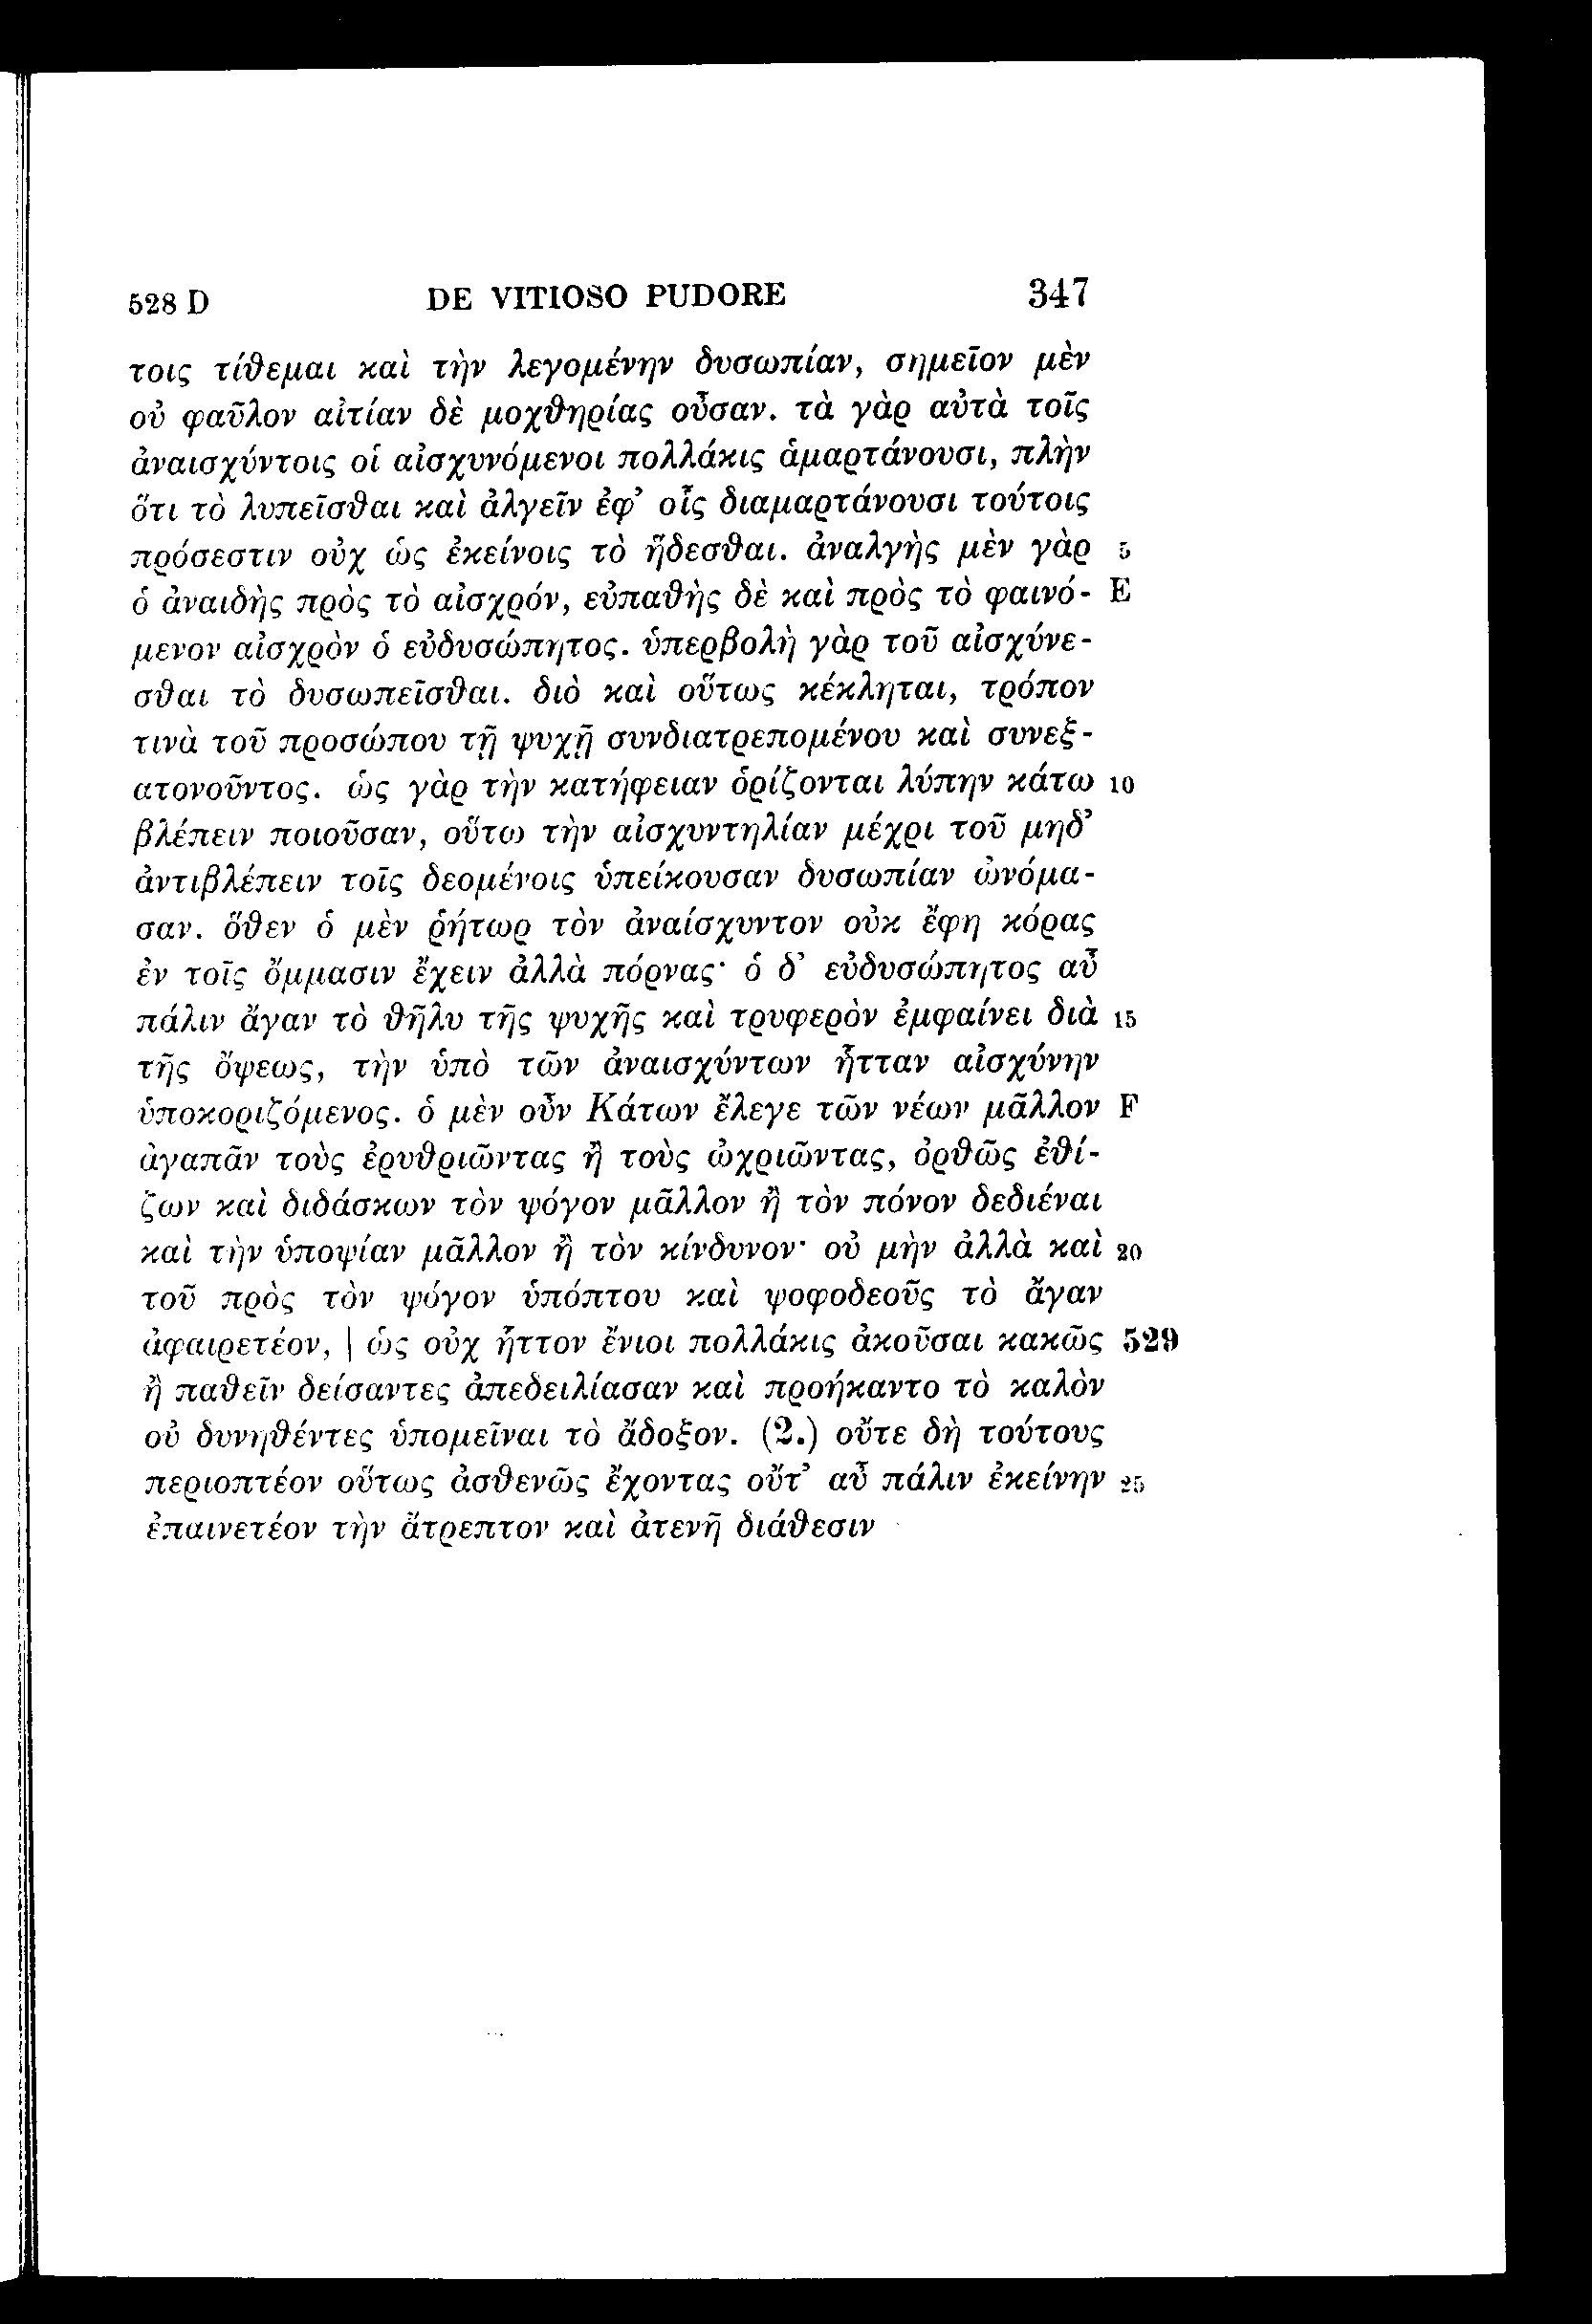 528 D DE VITIOSO PUDORE 347
τοις τίθεμαι καὶ τὴν λεγομένην δυσωπίαν, σημεῖον μὲν
οὐ φαῦλον αἰτίαν δὲ μοχθηρίας οὖσαν. τὰ γὰρ αὐτὰ τοῖς
ἀναισχύντοις οἱ αἰσχυνόμενοι πολλάκις ἁμαρτάνουσι, πλὴν
ὅτι τὸ λυπεῖσθαι καὶ ἀλγεῖν ἐφ’ οἷς διαμαρτάνουσι τούτοις
πρόσεστιν οὐχ ὡς ἐκείνοις τὸ ἥδεσθαι. ἀναλγὴς μὲν γὰρ 5
ὁ ἀναιδὴς πρὸς τὸ αἰσχρόν, εὐπαθὴς δὲ καὶ πρὸς τὸ φαινό- E
μενον αἰσχρὸν ὁ εὐδυσώπητος. ὑπερβολὴ γὰρ τοῦ αἰσχύνε-
σθαι τὸ δυσωπεῖσθαι. διὸ καὶ οὕτως κέκληται, τρόπον
τινὰ τοῦ προσώπου τῇ ψυχῇ συνδιατρεπομένου καὶ συνεξ-
ατονοῦντος. ὡς γὰρ τὴν κατήφειαν ὁρίζονται λύπην κάτω 10
βλέπειν ποιοῦσαν, οὕτω τὴν αἰσχυντηλίαν μέχρι τοῦ μηδ’
ἀντιβλέπειν τοῖς δεομένοις ὑπείκουσαν δυσωπίαν ὠνόμα-
σαν. ὅθεν ὁ μὲν ῥήτωρ τὸν ἀναίσχυντον οὐκ ἔφη κόρας
ἐν τοῖς ὄμμασιν ἔχειν ἀλλὰ πόρνας· ὁ δ’ εὐδυσώπητος αὖ
πάλιν ἄγαν τὸ θῆλυ τῆς ψυχῆς καὶ τρυφερὸν ἐμφαίνει διὰ 15
τῆς ὄψεως, τὴν ὑπὸ τῶν ἀναισχύντων ἧτταν αἰσχύνην
ὑποκοριζόμενος. ὁ μὲν οὖν Κάτων ἔλεγε τῶν νέων μᾶλλον F
ἀγαπᾶν τοὺς ἐρυθριῶντας ἢ τοὺς ὠχριῶντας, ὀρθῶς ἐθί-
ζων καὶ διδάσκων τὸν ψόγον μᾶλλον ἢ τὸν πόνον δεδιέναι
καὶ τὴν ὑποψίαν μᾶλλον ἢ τὸν κίνδυνον· οὐ μὴν ἀλλὰ καὶ 20
τοῦ πρὸς τὸν ψόγον ὑπόπτου καὶ ψοφοδεοῦς τὸ ἄγαν
ἀφαιρετέον, | ὡς οὐχ ἧττον ἔνιοι πολλάκις ἀκοῦσαι κακῶς 529
ἢ παθεῖν δείσαντες ἀπεδειλίασαν καὶ προήκαντο τὸ καλὸν
οὐ δυνηθέντες ὑπομεῖναι τὸ ἄδοξον. (2.) οὔτε δὴ τούτους
περιοπτέον οὕτως ἀσθενῶς ἔχοντας οὔτ’ αὖ πάλιν ἐκείνην 25
ἐπαινετέον τὴν ἄτρεπτον καὶ ἀτενῆ διάθεσιν